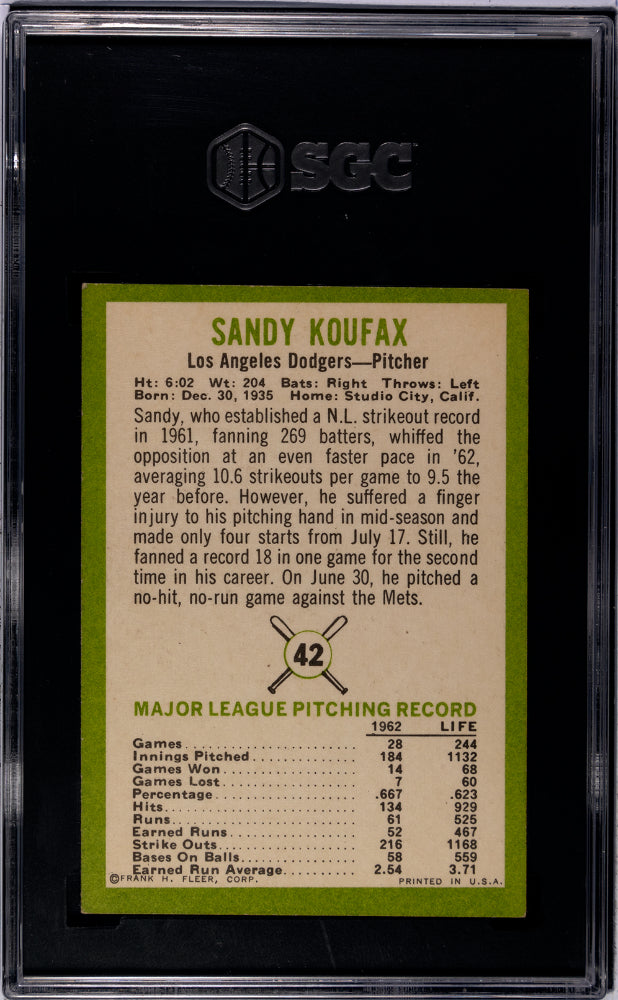 SGC
SANDY KOUFAX
Los Angeles Dodgers—Pitcher
Ht: 6:02 Wt: 204 Bats: Right Throws: Left
Born: Dec. 30, 1935 Home: Studio City, Calif.
Sandy, who established a N.L. strikeout record
in 1961, fanning 269 batters, whiffed the
opposition at an even faster pace in '62,
averaging 10.6 strikeouts per game to 9.5 the
year before. However, he suffered a finger
injury to his pitching hand in mid-season and
made only four starts from July 17. Still, he
fanned a record 18 in one game for the second
time in his career. On June 30, he pitched a
no-hit, no-run game against the Mets.
42
MAJOR LEAGUE PITCHING RECORD
1962 LIFE
Games 28 244
Innings Pitched 184 1132
Games Won 14 68
Games Lost 7 60
Percentage .667 .623
Hits 134 929
Runs 61 525
Earned Runs 52 467
Strike Outs 216 1168
Bases On Balls 58 559
Earned Run Average 2.54 3.71
©FRANK H. FLEER, CORP. PRINTED IN U.S.A.